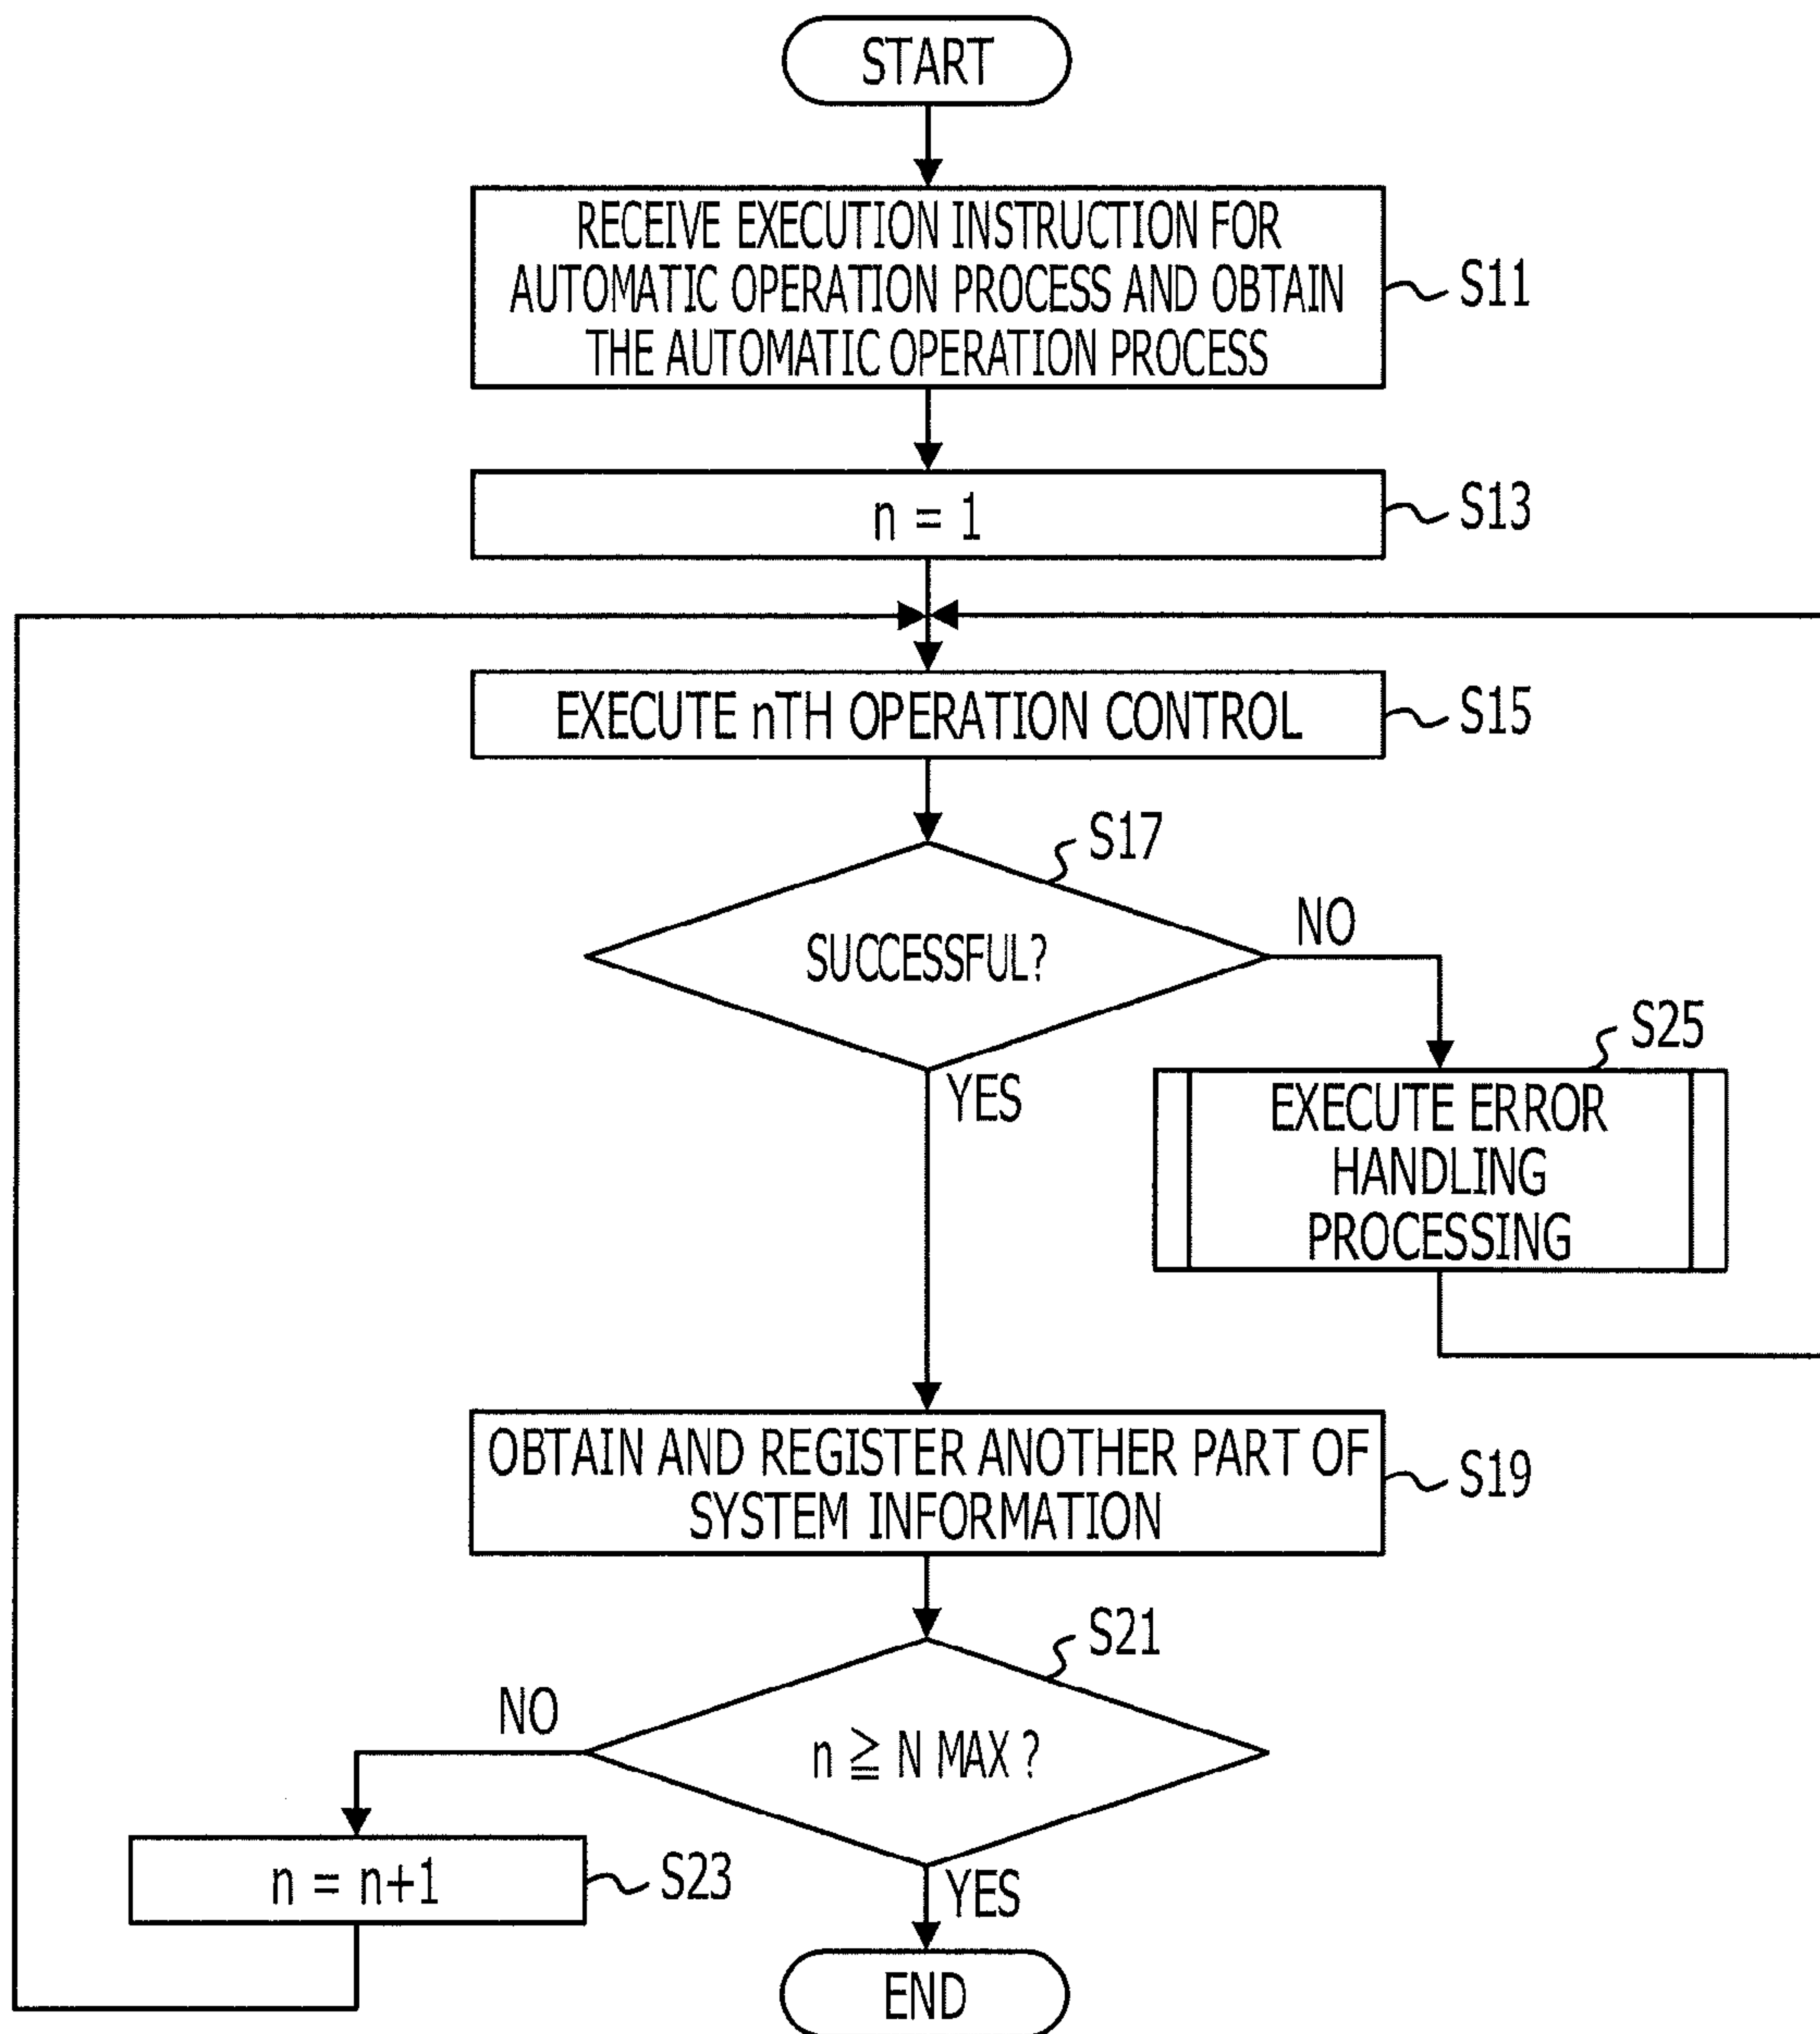 START
RECEIVE EXECUTION INSTRUCTION FOR
AUTOMATIC OPERATION PROCESS AND OBTAIN
THE AUTOMATIC OPERATION PROCESS
S11
n = 1
S13
EXECUTE nTH OPERATION CONTROL
S15
S17
SUCCESSFUL?
NO
YES
S25
EXECUTE ERROR
HANDLING
PROCESSING
OBTAIN AND REGISTER ANOTHER PART OF
SYSTEM INFORMATION
S19
S21
n ≧ N MAX ?
NO
n = n+1
S23
YES
END